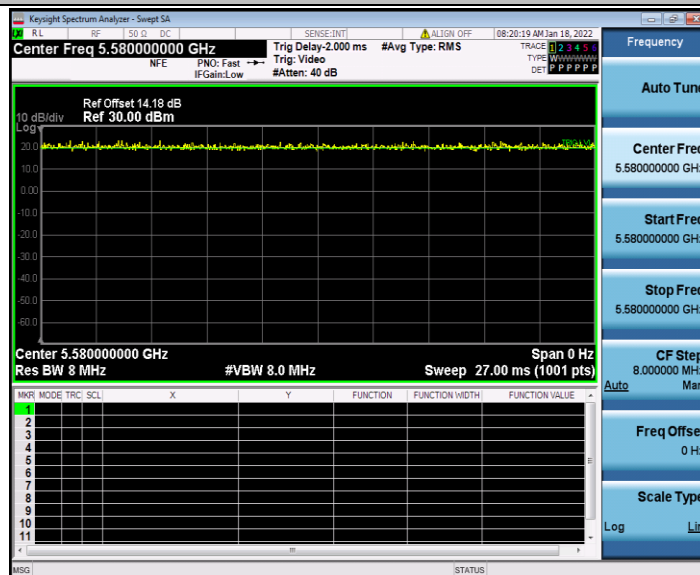 Keysight Spectrum Analyzer - Swept SA
RL RF 50 Ω DC SENSE:INT ALIGN OFF 08:20:19 AM Jan 18, 2022
Center Freq 5.580000000 GHz
NFE PNO: Fast IFGain:Low
Trig Delay-2.000 ms #Avg Type: RMS
Trig: Video
#Atten: 40 dB
TRACE 1 2 3 4 5 6
TYPE WWWWWW
DET P P P P P P
Ref Offset 14.18 dB
10 dB/div Ref 30.00 dBm
Log
20.0
10.0
0.00
-10.0
-20.0
-30.0
-40.0
-50.0
-60.0
Center 5.580000000 GHz Span 0 Hz
Res BW 8 MHz #VBW 8.0 MHz Sweep 27.00 ms (1001 pts)
MKR MODE TRC SCL X Y FUNCTION FUNCTION WIDTH FUNCTION VALUE
1
2
3
4
5
6
7
8
9
10
11
MSG STATUS
Frequency
Auto Tune
Center Freq
5.580000000 GHz
Start Freq
5.580000000 GHz
Stop Freq
5.580000000 GHz
CF Step
8.000000 MHz
Auto Man
Freq Offset
0 Hz
Scale Type
Log Lin